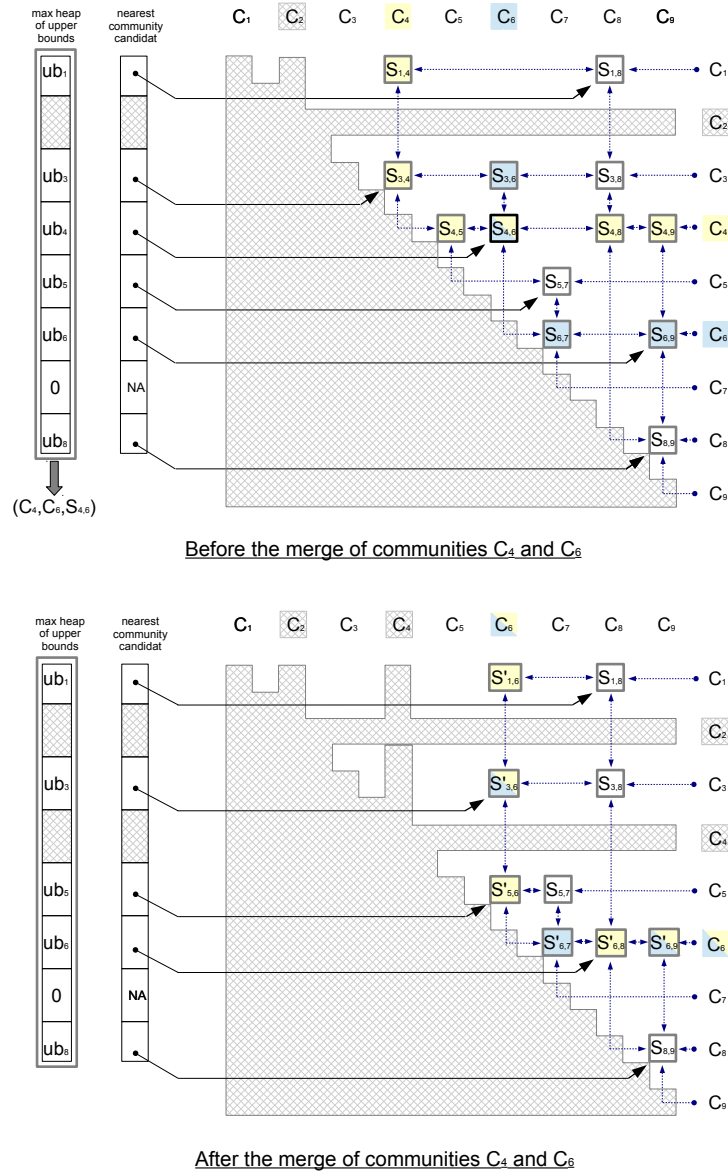 max heap of upper bounds
nearest community candidat
C1 C2 C3 C4 C5 C6 C7 C8 C9
ub1 S1,4 S1,8 C1
C2
ub3 S3,4 S3,6 S3,8 C3
ub4 S4,5 S4,6 S4,8 S4,9 C4
ub5 S5,7 C5
ub6 S6,7 S6,9 C6
0 NA C7
ub8 S8,9 C8
C9
(C4,C6,S4,6)
Before the merge of communities C4 and C6
max heap of upper bounds
nearest community candidat
C1 C2 C3 C4 C5 C6 C7 C8 C9
ub1 S'1,6 S1,8 C1
C2
ub3 S'3,6 S3,8 C3
C4
ub5 S'5,6 S5,7 C5
ub6 S'6,7 S'6,8 S'6,9 C6
0 NA C7
ub8 S8,9 C8
C9
After the merge of communities C4 and C6